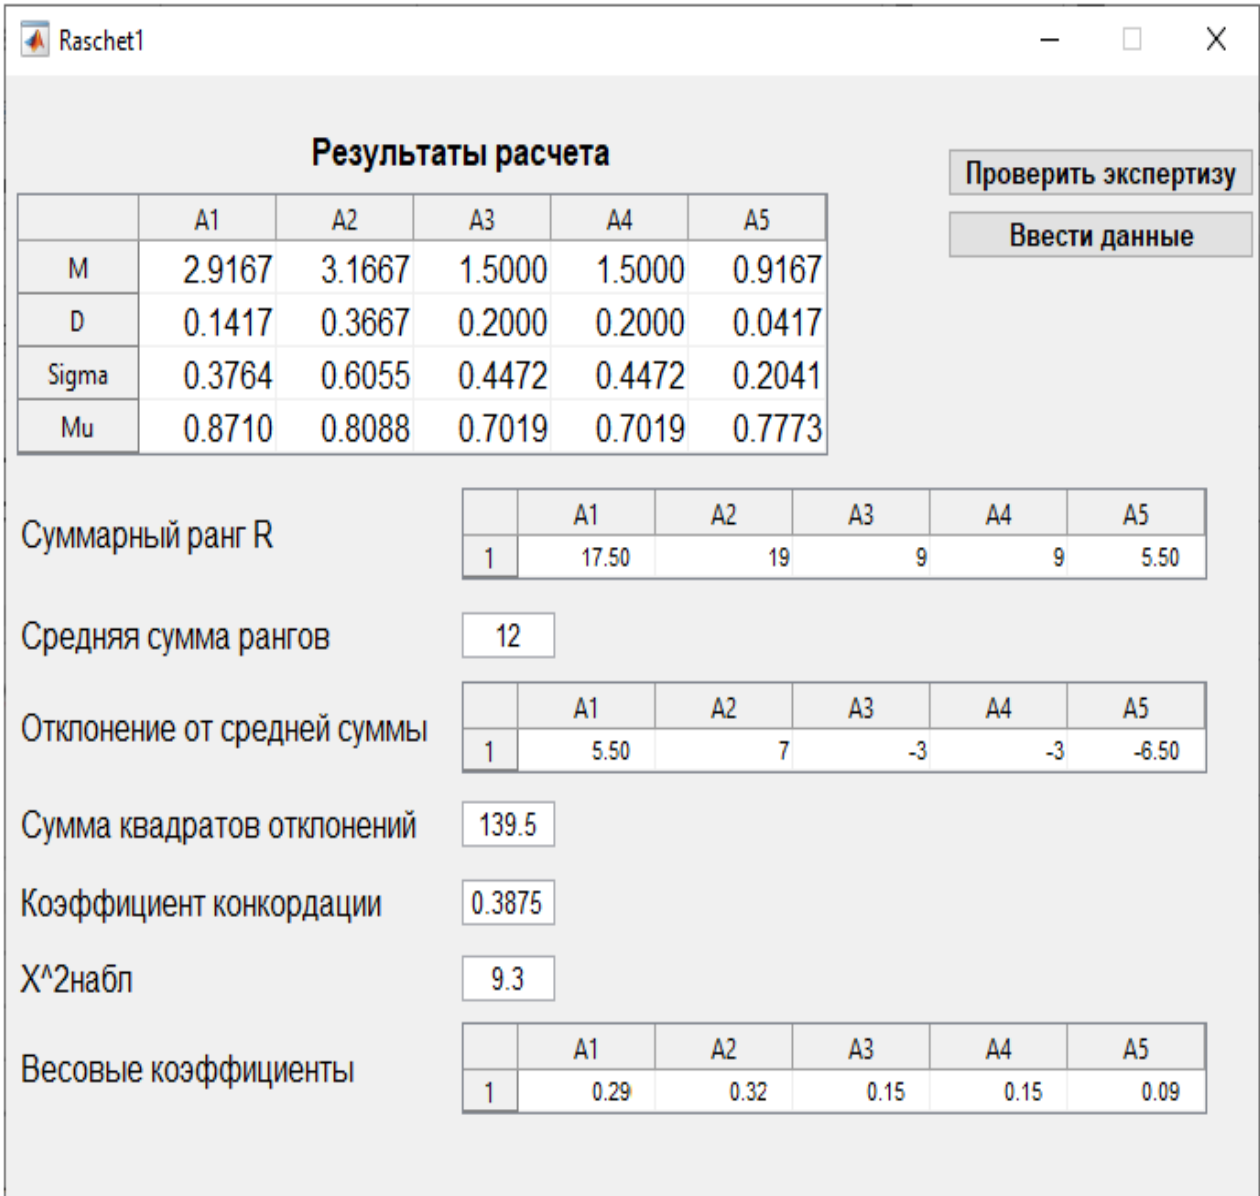 Raschet1
Результаты расчета
Проверить экспертизу
Ввести данные
A1 A2 A3 A4 A5
M 2.9167 3.1667 1.5000 1.5000 0.9167
D 0.1417 0.3667 0.2000 0.2000 0.0417
Sigma 0.3764 0.6055 0.4472 0.4472 0.2041
Mu 0.8710 0.8088 0.7019 0.7019 0.7773
Суммарный ранг R
A1 A2 A3 A4 A5
1 17.50 19 9 9 5.50
Средняя сумма рангов 12
Отклонение от средней суммы
A1 A2 A3 A4 A5
1 5.50 7 -3 -3 -6.50
Сумма квадратов отклонений 139.5
Коэффициент конкордации 0.3875
X^2набл 9.3
Весовые коэффициенты
A1 A2 A3 A4 A5
1 0.29 0.32 0.15 0.15 0.09